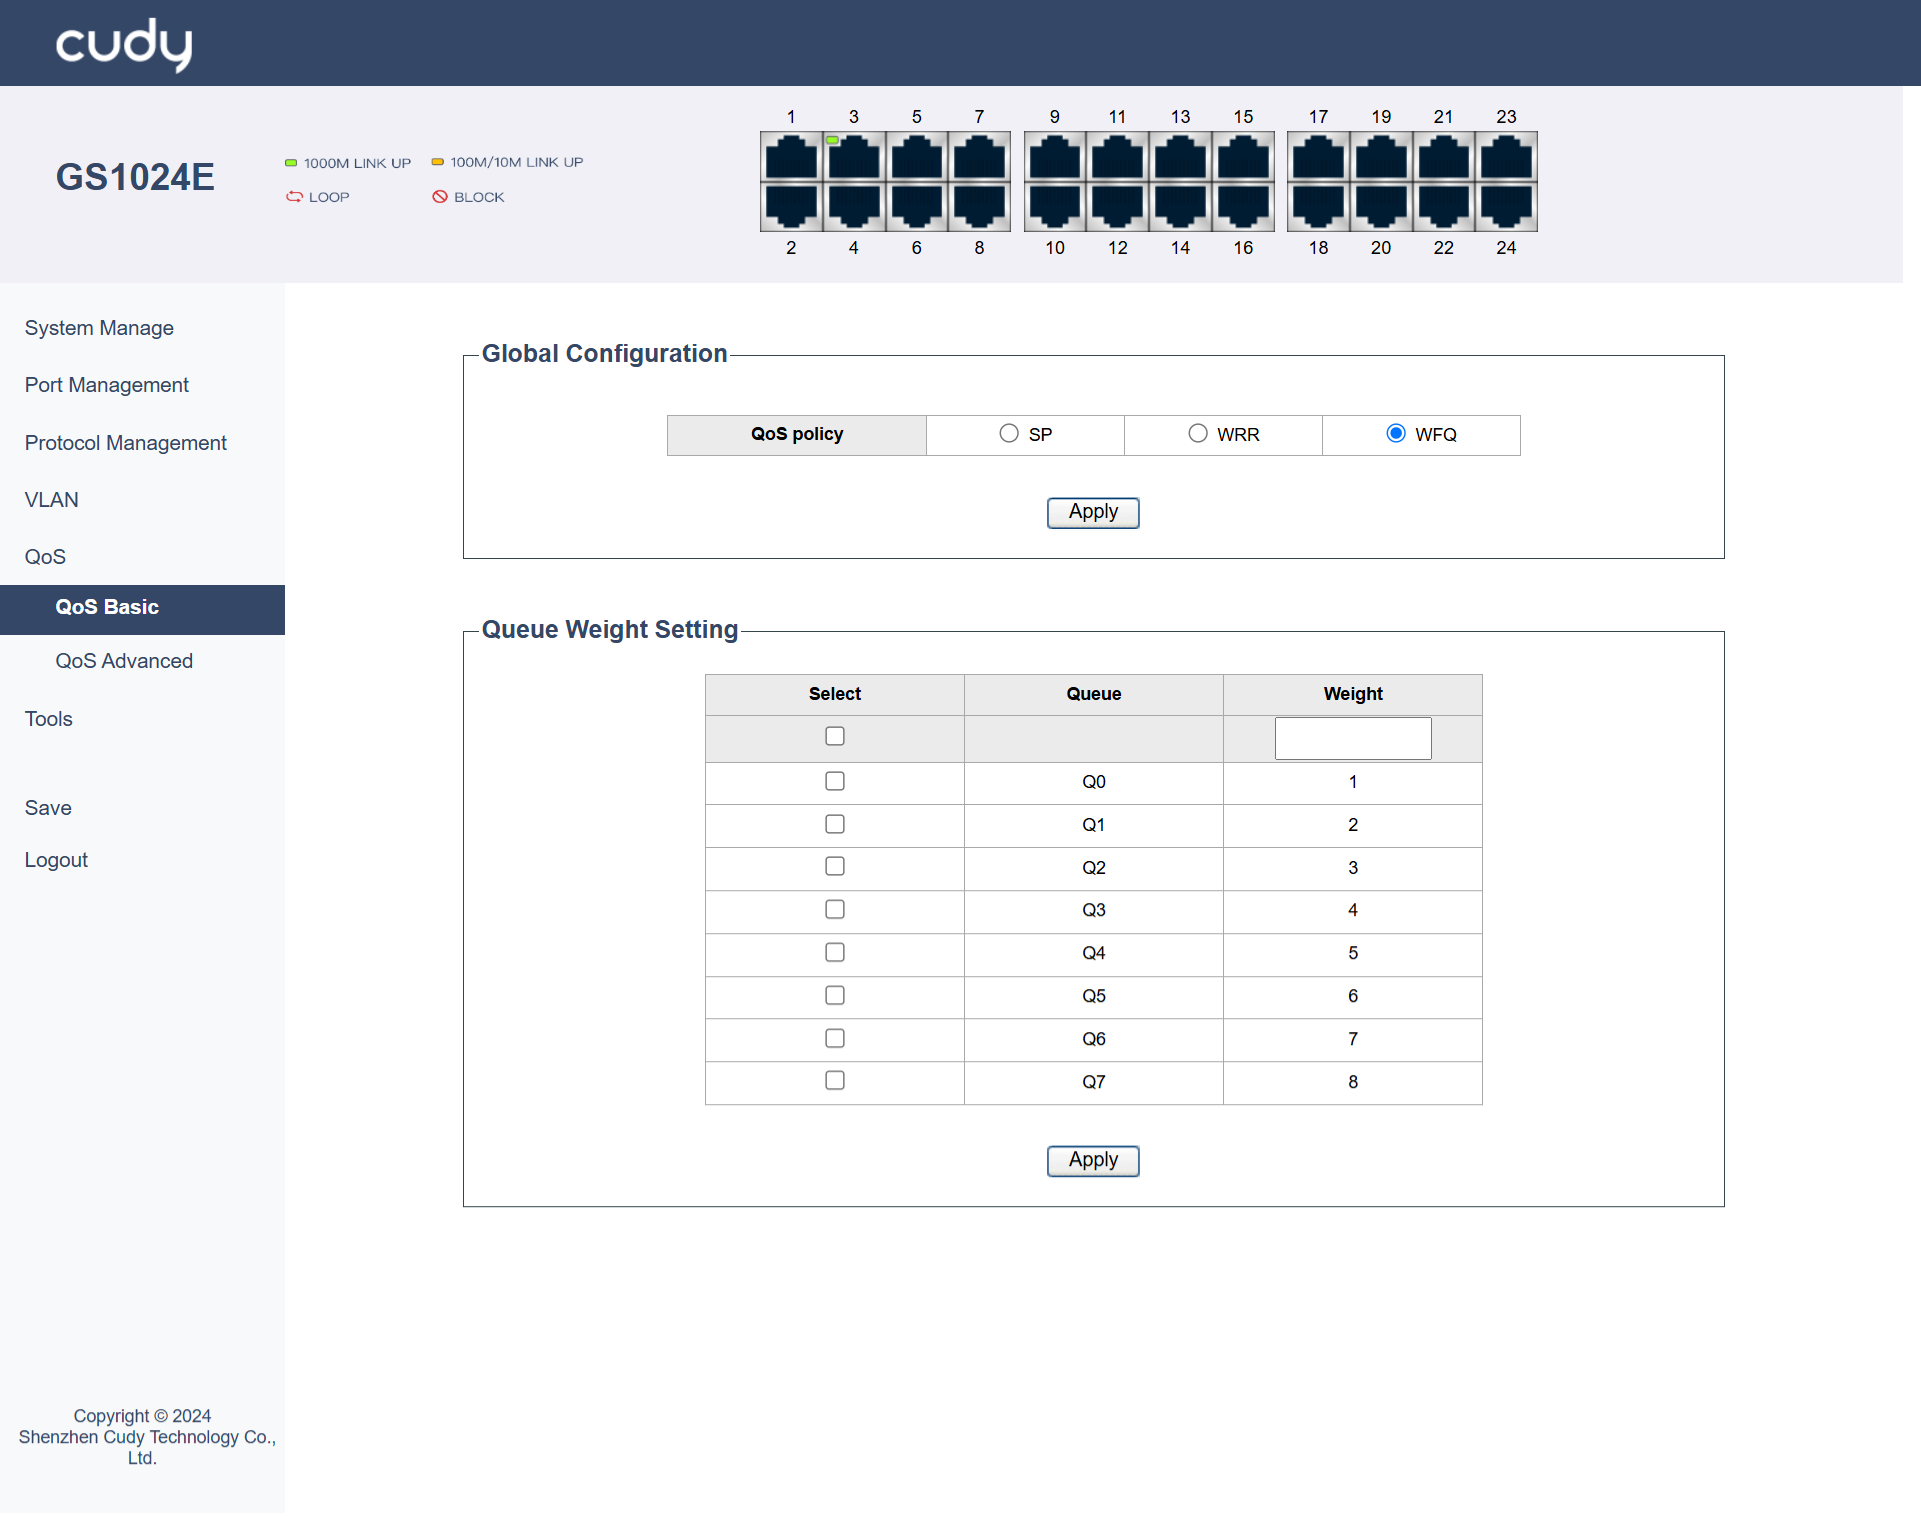 cudy
GS1024E
1000M LINK UP 100M/10M LINK UP
LOOP BLOCK
1 3 5 7 9 11 13 15 17 19 21 23
2 4 6 8 10 12 14 16 18 20 22 24
System Manage
Port Management
Protocol Management
VLAN
QoS
QoS Basic
QoS Advanced
Tools
Save
Logout
Copyright © 2024
Shenzhen Cudy Technology Co.,
Ltd.
Global Configuration
QoS policy SP WRR WFQ
Apply
Queue Weight Setting
Select Queue Weight
Q0 1
Q1 2
Q2 3
Q3 4
Q4 5
Q5 6
Q6 7
Q7 8
Apply